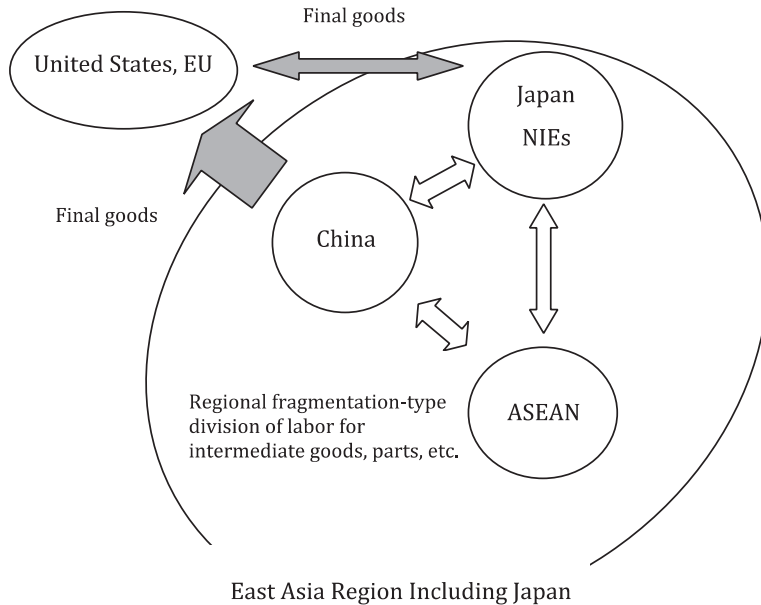 Final goods
United States, EU
Japan
NIEs
Final goods
China
Regional fragmentation-type
division of labor for
intermediate goods, parts, etc.
ASEAN
East Asia Region Including Japan